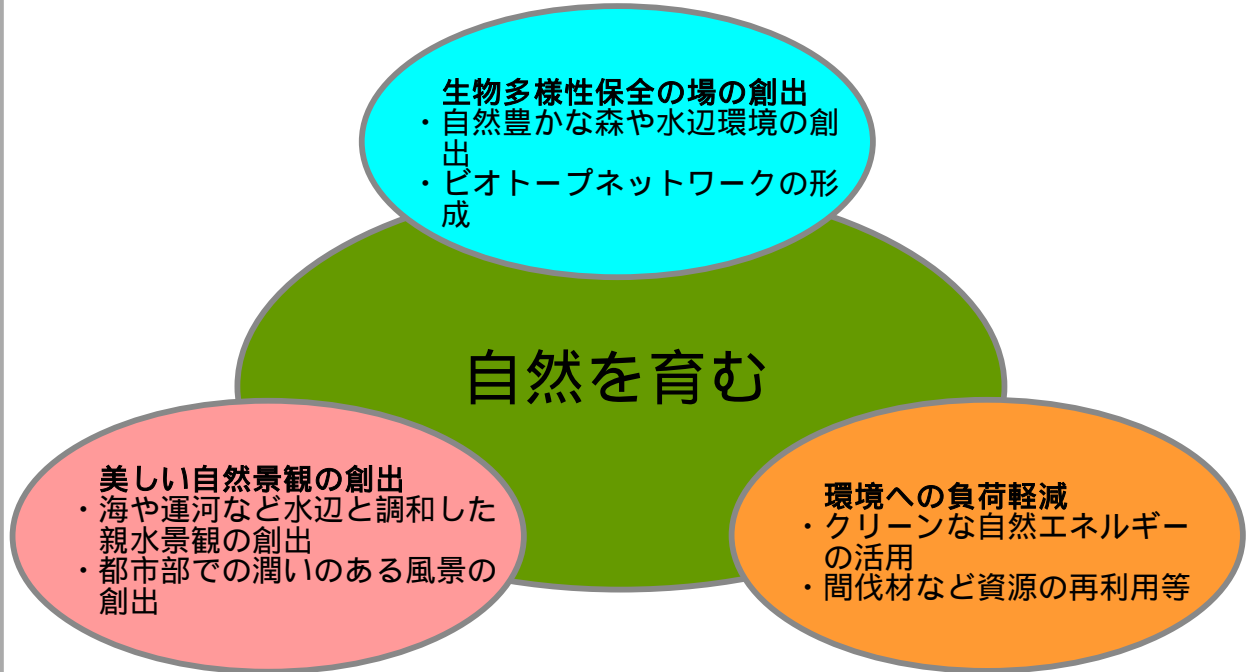 生物多様性保全の場の創出
・自然豊かな森や水辺環境の創
出
・ビオトープネットワークの形
成
自然を育む
美しい自然景観の創出
・海や運河など水辺と調和した
親水景観の創出
・都市部での潤いのある風景の
創出
環境への負荷軽減
・クリーンな自然エネルギー
の活用
・間伐材など資源の再利用等